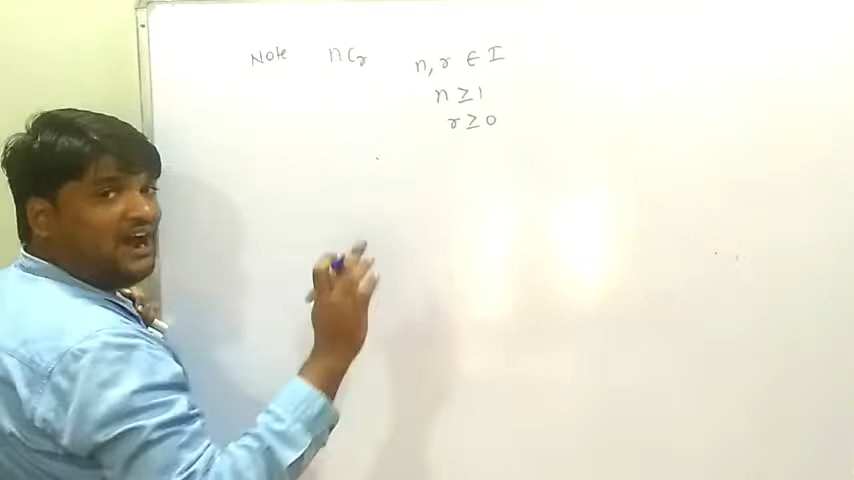 Note nCr n, r ∈ I
n ≥ 1
r ≥ 0